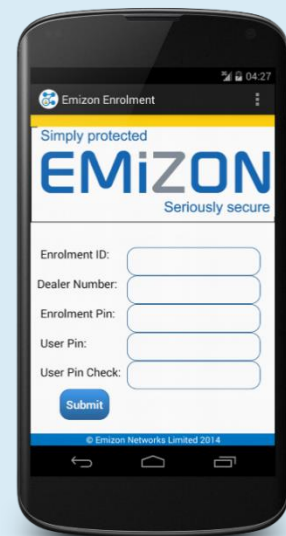 04:27
Emizon Enrolment
Simply protected
EMiZON
Seriously secure
Enrolment ID:
Dealer Number:
Enrolment Pin:
User Pin:
User Pin Check:
Submit
© Emizon Networks Limited 2014